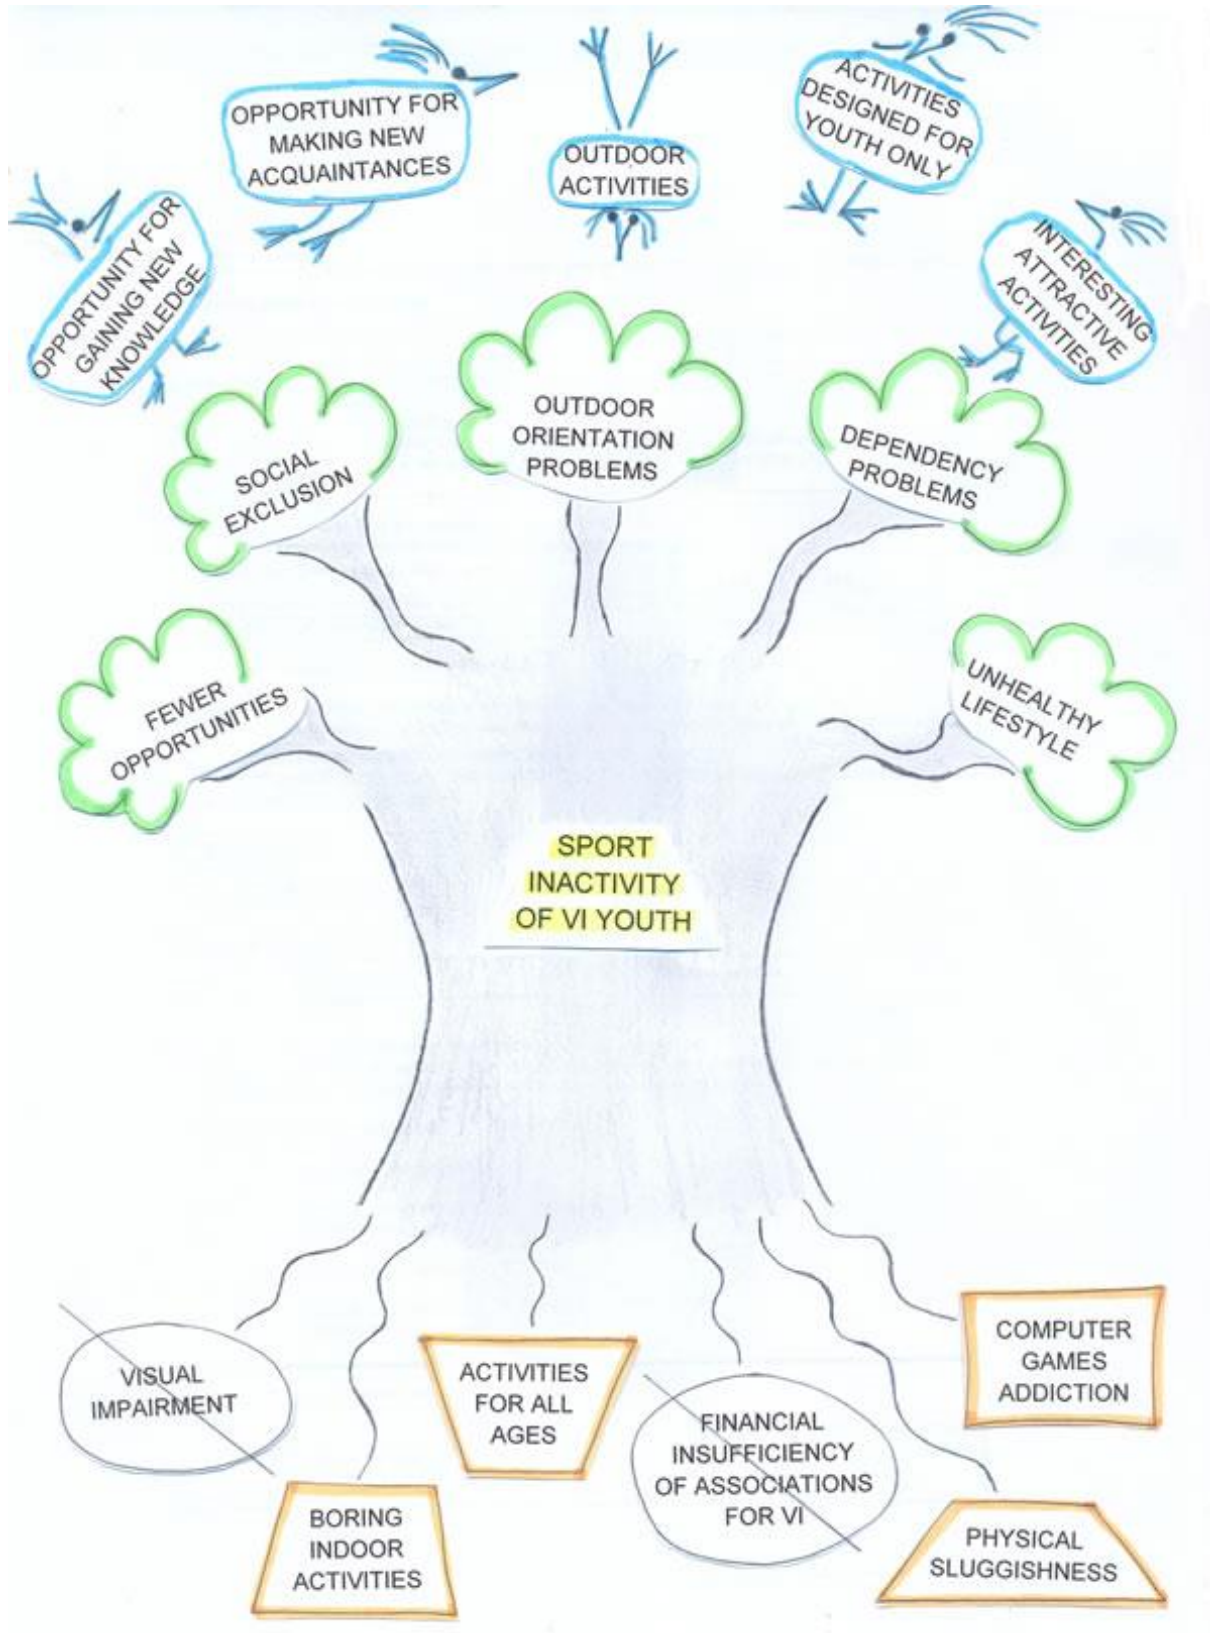 OPPORTUNITY FOR
MAKING NEW
ACQUAINTANCES
OUTDOOR
ACTIVITIES
ACTIVITIES
DESIGNED FOR
YOUTH ONLY
OPPORTUNITY FOR
GAINING NEW
KNOWLEDGE
INTERESTING
ATTRACTIVE
ACTIVITIES
SOCIAL
EXCLUSION
OUTDOOR
ORIENTATION
PROBLEMS
DEPENDENCY
PROBLEMS
FEWER
OPPORTUNITIES
UNHEALTHY
LIFESTYLE
SPORT
INACTIVITY
OF VI YOUTH
VISUAL
IMPAIRMENT
BORING
INDOOR
ACTIVITIES
ACTIVITIES
FOR ALL
AGES
FINANCIAL
INSUFFICIENCY
OF ASSOCIATIONS
FOR VI
COMPUTER
GAMES
ADDICTION
PHYSICAL
SLUGGISHNESS